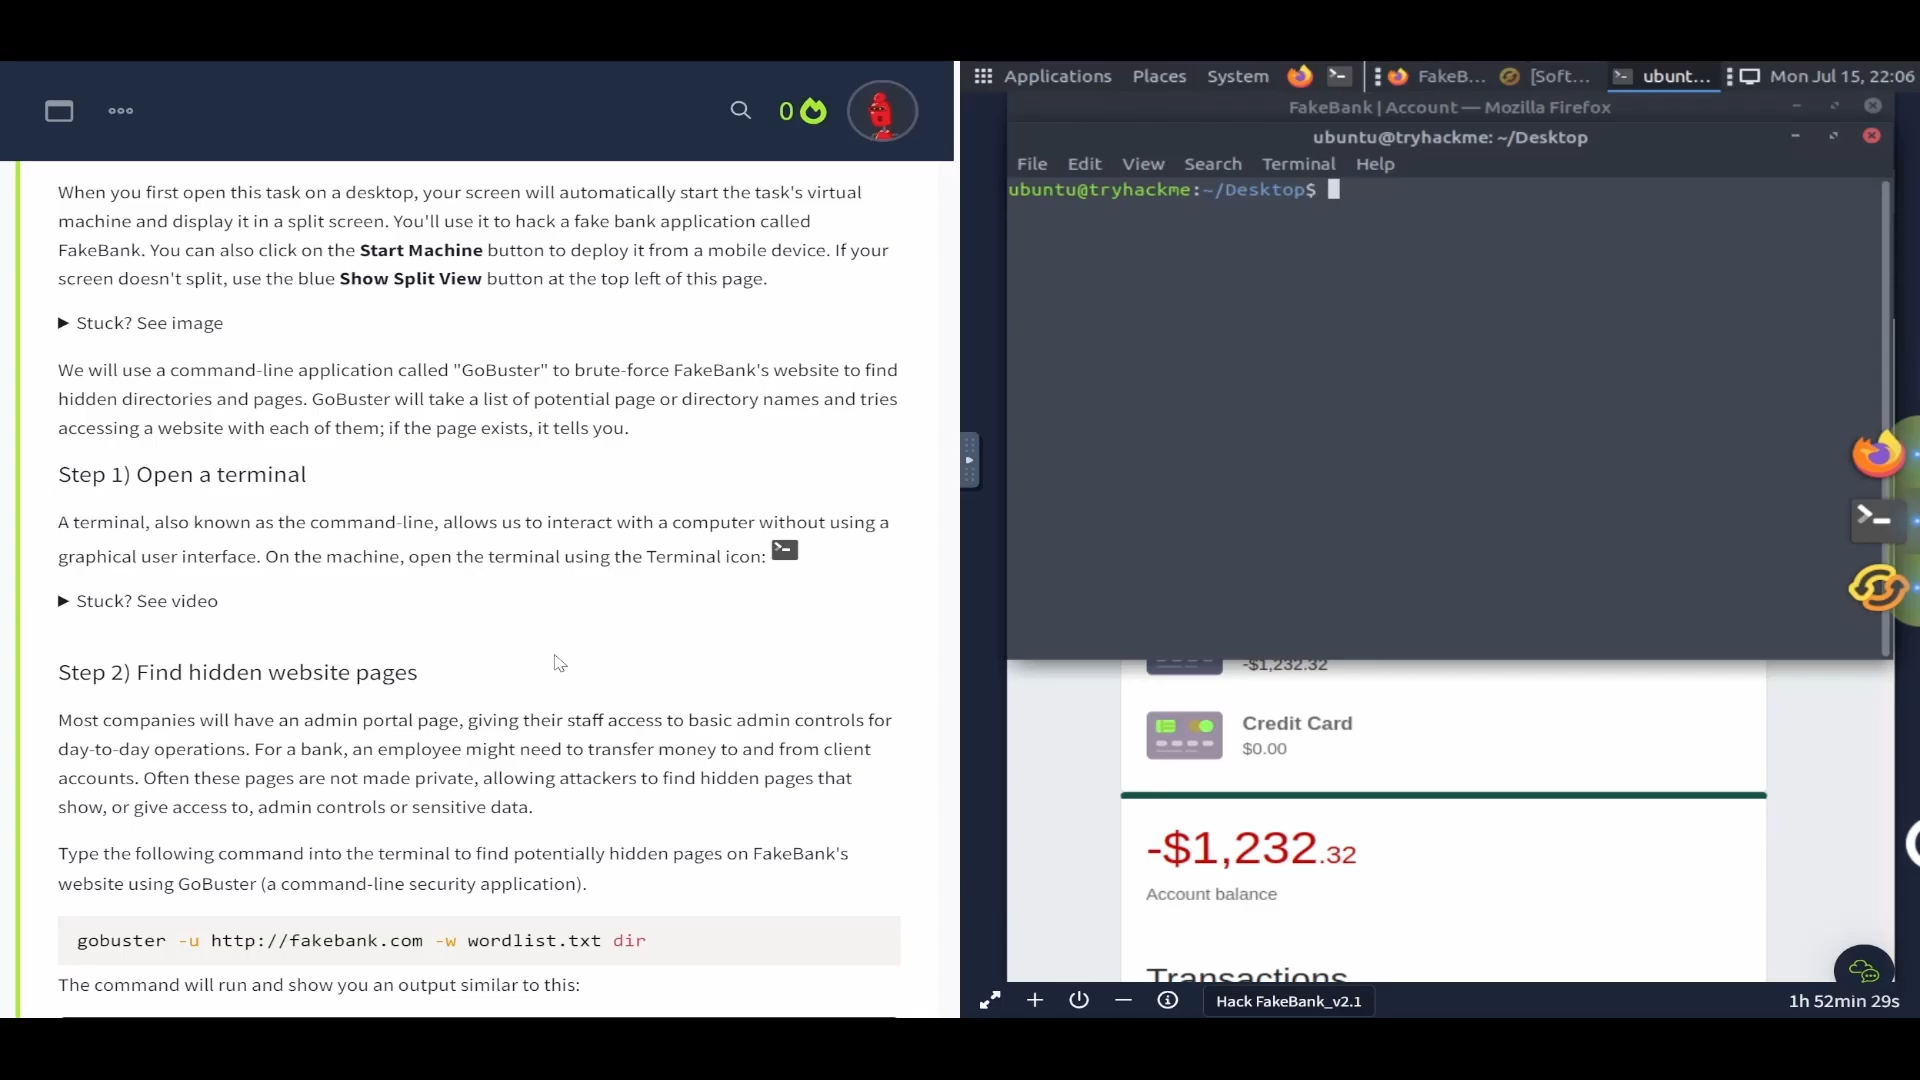 0
When you first open this task on a desktop, your screen will automatically start the task's virtual
machine and display it in a split screen. You'll use it to hack a fake bank application called
FakeBank. You can also click on the Start Machine button to deploy it from a mobile device. If your
screen doesn't split, use the blue Show Split View button at the top left of this page.
Stuck? See image
We will use a command-line application called "GoBuster" to brute-force FakeBank's website to find
hidden directories and pages. GoBuster will take a list of potential page or directory names and tries
accessing a website with each of them; if the page exists, it tells you.
Step 1) Open a terminal
A terminal, also known as the command-line, allows us to interact with a computer without using a
graphical user interface. On the machine, open the terminal using the Terminal icon:
Stuck? See video
Step 2) Find hidden website pages
Most companies will have an admin portal page, giving their staff access to basic admin controls for
day-to-day operations. For a bank, an employee might need to transfer money to and from client
accounts. Often these pages are not made private, allowing attackers to find hidden pages that
show, or give access to, admin controls or sensitive data.
Type the following command into the terminal to find potentially hidden pages on FakeBank's
website using GoBuster (a command-line security application).
gobuster -u http://fakebank.com -w wordlist.txt dir
The command will run and show you an output similar to this:
Applications Places System FakeB... [Soft... ubunt... Mon Jul 15, 22:06
FakeBank | Account — Mozilla Firefox
ubuntu@tryhackme: ~/Desktop
File Edit View Search Terminal Help
ubuntu@tryhackme:~/Desktop$
-$1,232.32
Credit Card
$0.00
-$1,232.32
Account balance
Transactions
Hack FakeBank_v2.1
1h 52min 29s